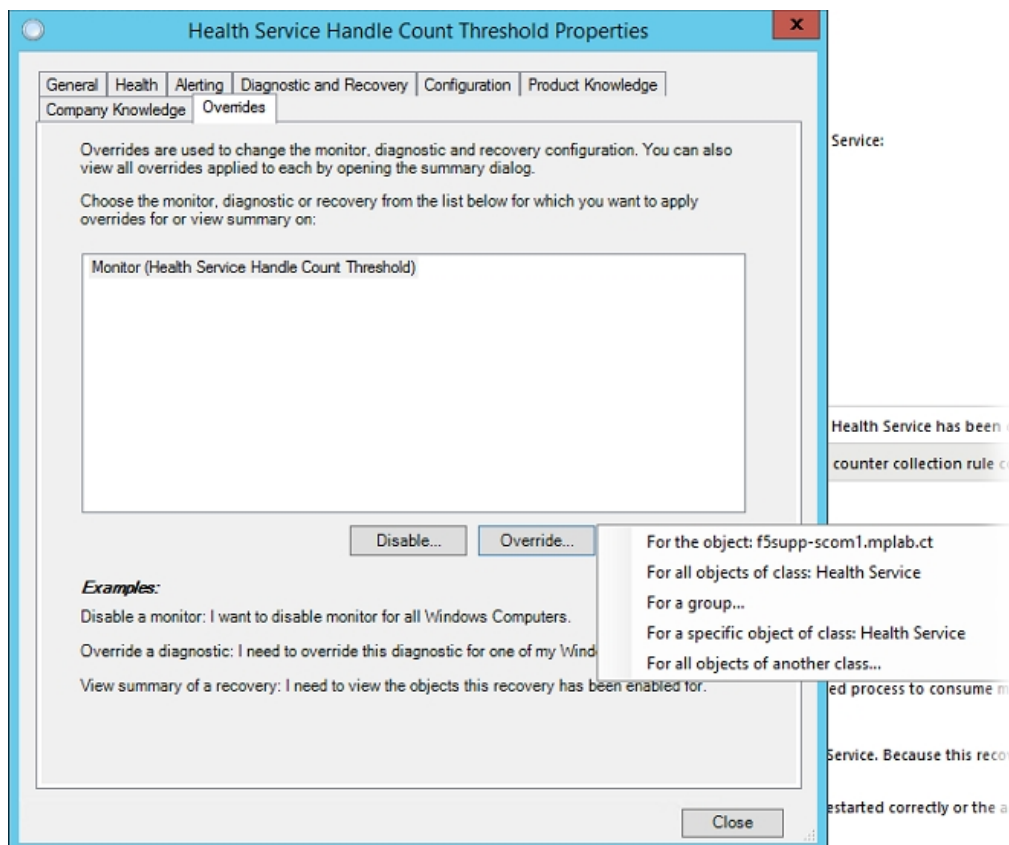 Health Service Handle Count Threshold Properties
x
General Health Alerting Diagnostic and Recovery Configuration Product Knowledge
Company Knowledge Overrides
Overrides are used to change the monitor, diagnostic and recovery configuration. You can also
view all overrides applied to each by opening the summary dialog.
Choose the monitor, diagnostic or recovery from the list below for which you want to apply
overrides for or view summary on:
Monitor (Health Service Handle Count Threshold)
Disable... Override...
For the object: f5supp-scom1.mplab.ct
For all objects of class: Health Service
For a group...
For a specific object of class: Health Service
For all objects of another class...
Examples:
Disable a monitor: I want to disable monitor for all Windows Computers.
Override a diagnostic: I need to override this diagnostic for one of my Wind
View summary of a recovery: I need to view the objects this recovery has been enabled for.
Close
Service:
Health Service has been
counter collection rule
ed process to consume
Service. Because this reco
estarted correctly or the a